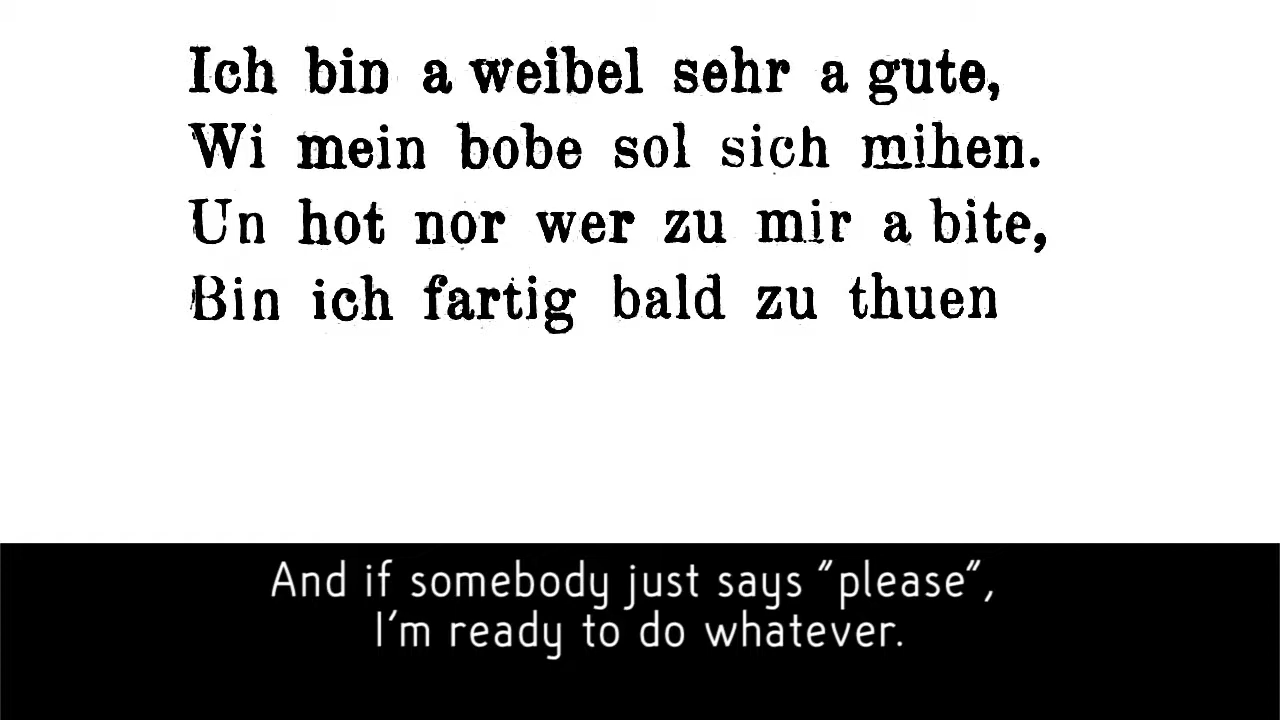 Ich bin a weibel sehr a gute,
Wi mein bobe sol sich mihen.
Un hot nor wer zu mir a bite,
Bin ich fartig bald zu thuen
And if somebody just says “please”,
I’m ready to do whatever.